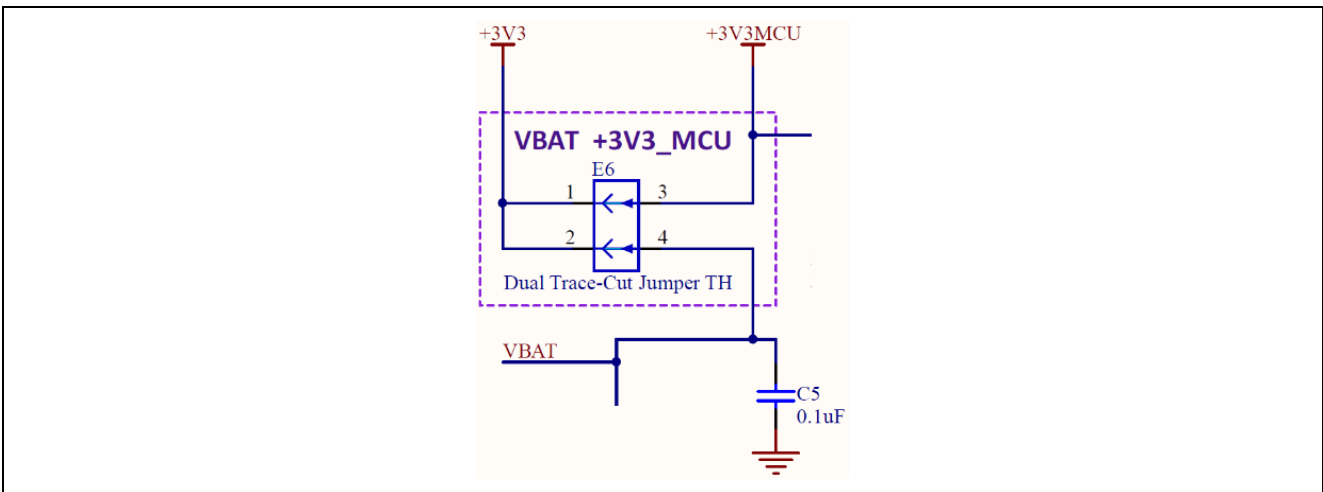 +3V3 +3V3MCU
VBAT +3V3_MCU
E6
1 3
2 4
Dual Trace-Cut Jumper TH
VBAT
C5
0.1uF